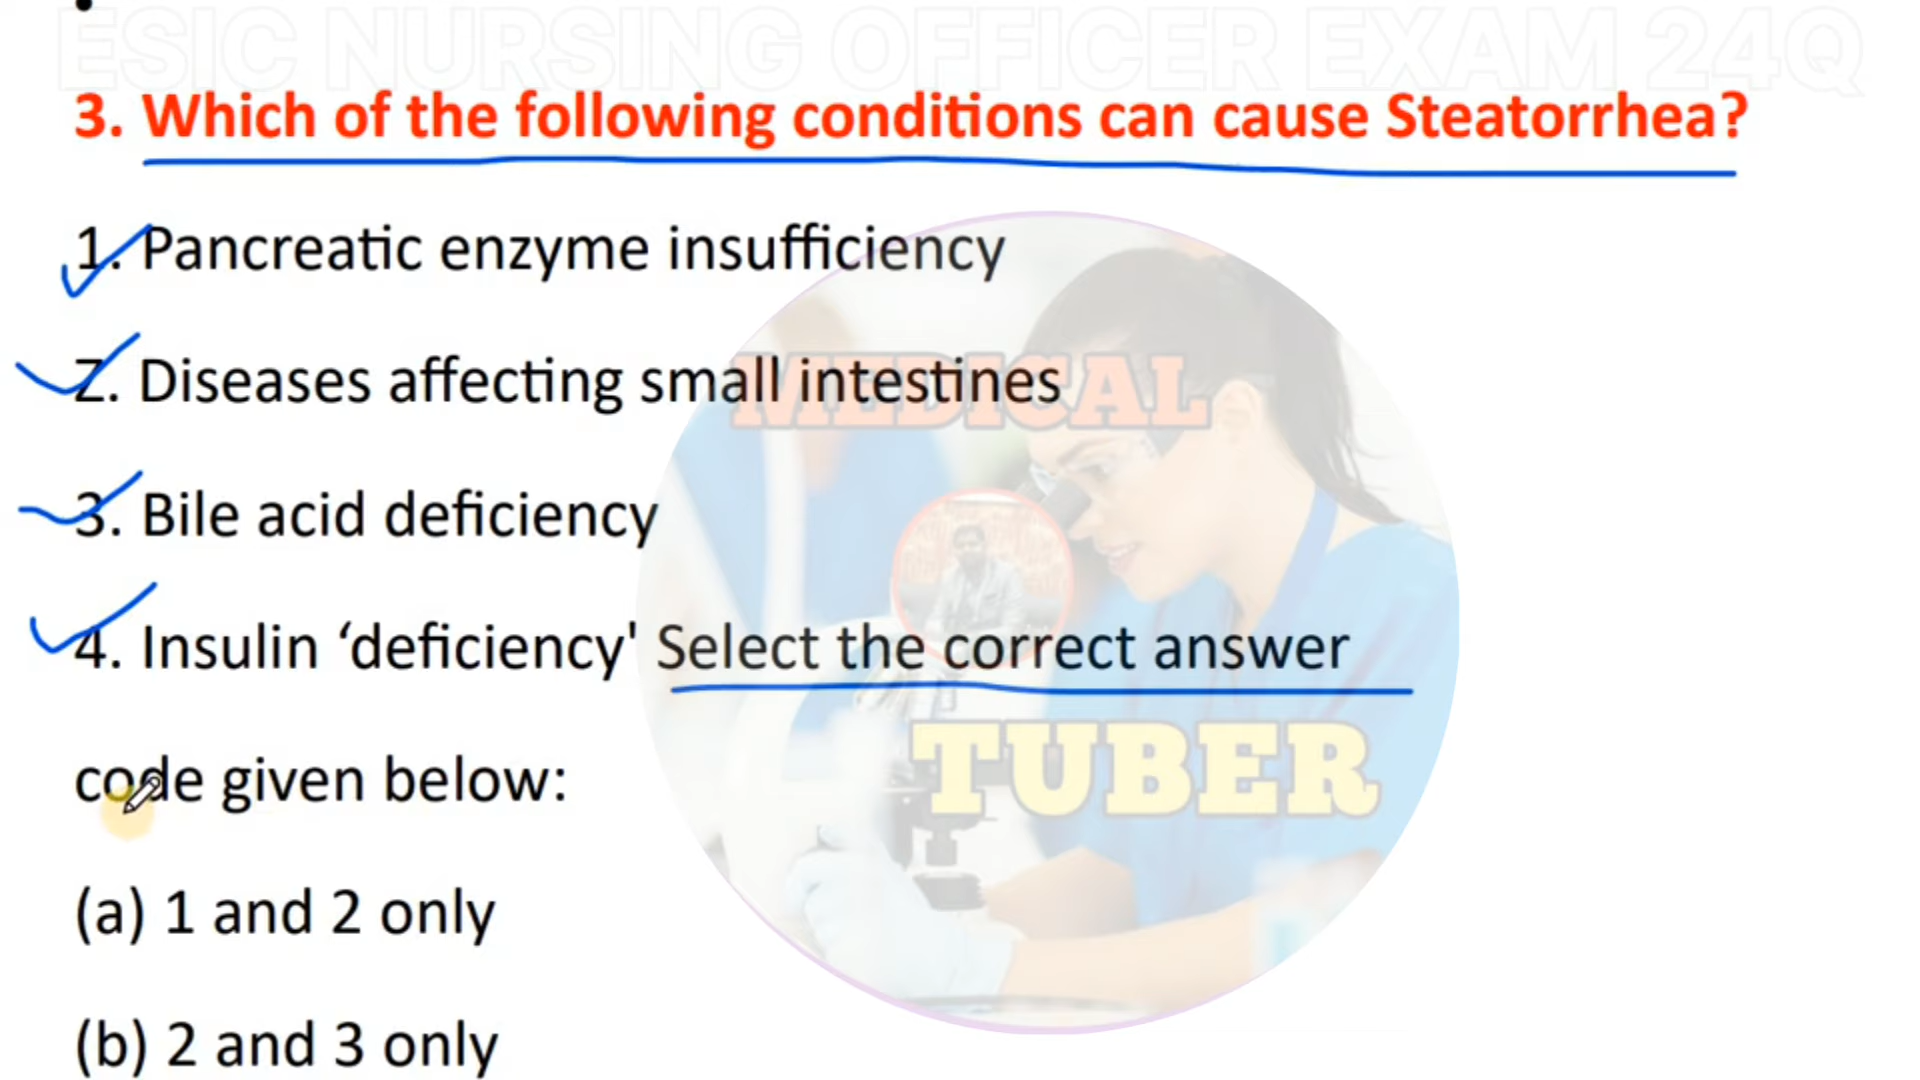 ESIC NURSING OFFICER EXAM 24Q
3. Which of the following conditions can cause Steatorrhea?
1. Pancreatic enzyme insufficiency
Z. Diseases affecting small intestines
3. Bile acid deficiency
4. Insulin ‘deficiency' Select the correct answer
code given below:
(a) 1 and 2 only
(b) 2 and 3 only
MEDICAL
TUBER